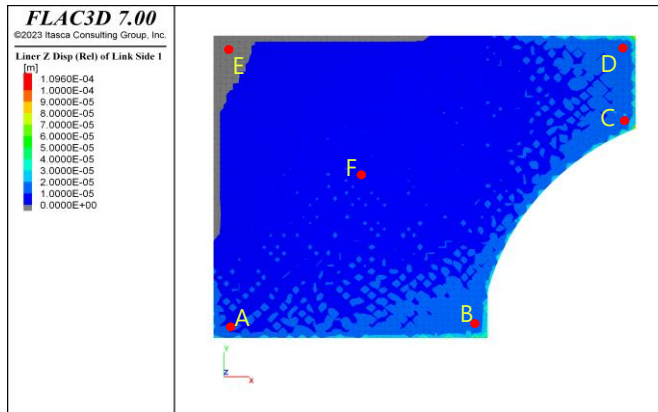 FLAC3D 7.00
©2023 Itasca Consulting Group, Inc.
Liner Z Disp (Rel) of Link Side 1
[m]
1.0960E-04
1.0000E-04
9.0000E-05
8.0000E-05
7.0000E-05
6.0000E-05
5.0000E-05
4.0000E-05
3.0000E-05
2.0000E-05
1.0000E-05
0.0000E+00
E
D
C
F
A
B
Y
Z
X